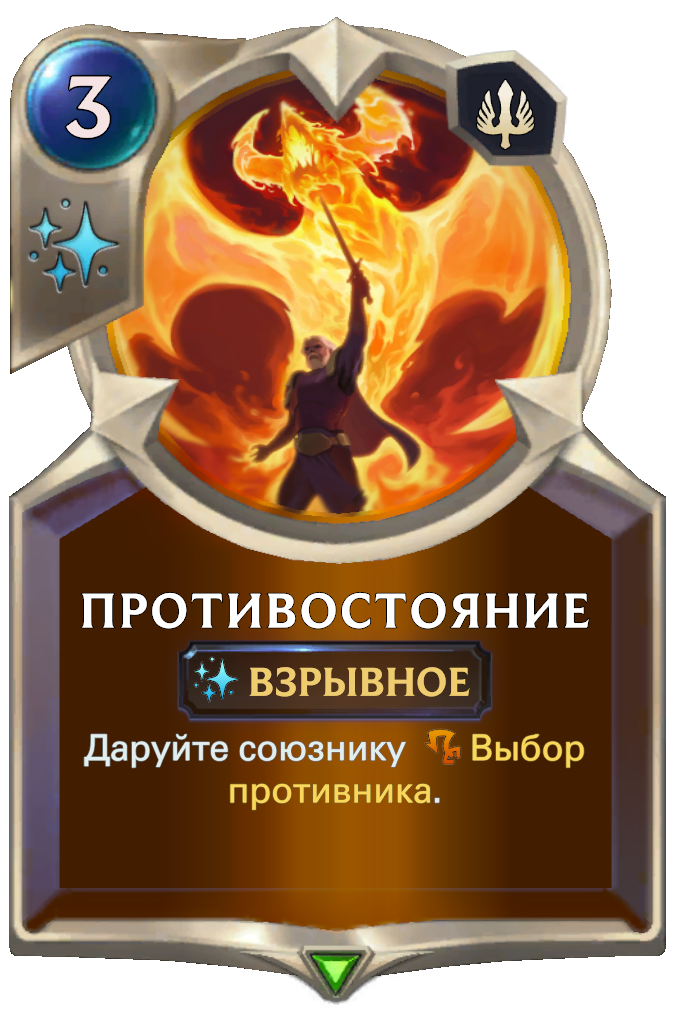 3
ПРОТИВОСТОЯНИЕ
ВЗРЫВНОЕ
Даруйте союзнику Выбор
противника.